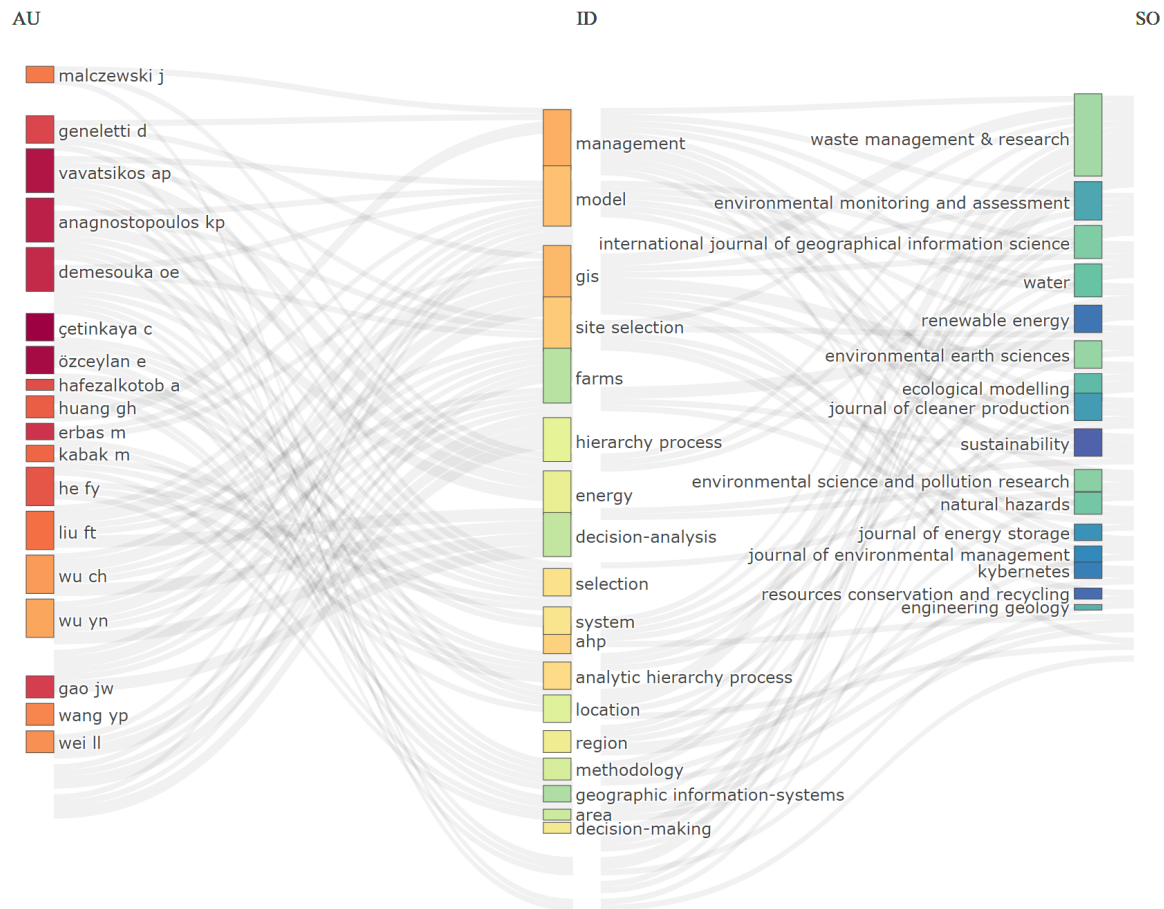 AU
ID
SO
malczewski j
geneletti d
vavatsikos ap
anagnostopoulos kp
demesouka oe
çetinkaya c
özceylan e
hafezalkotob a
huang gh
erbas m
kabak m
he fy
liu ft
wu ch
wu yn
gao jw
wang yp
wei ll
management
model
gis
site selection
farms
hierarchy process
energy
decision-analysis
selection
system
ahp
analytic hierarchy process
location
region
methodology
geographic information-systems
area
decision-making
waste management & research
environmental monitoring and assessment
international journal of geographical information science
water
renewable energy
environmental earth sciences
ecological modelling
journal of cleaner production
sustainability
environmental science and pollution research
natural hazards
journal of energy storage
journal of environmental management
kybernetes
resources conservation and recycling
engineering geology